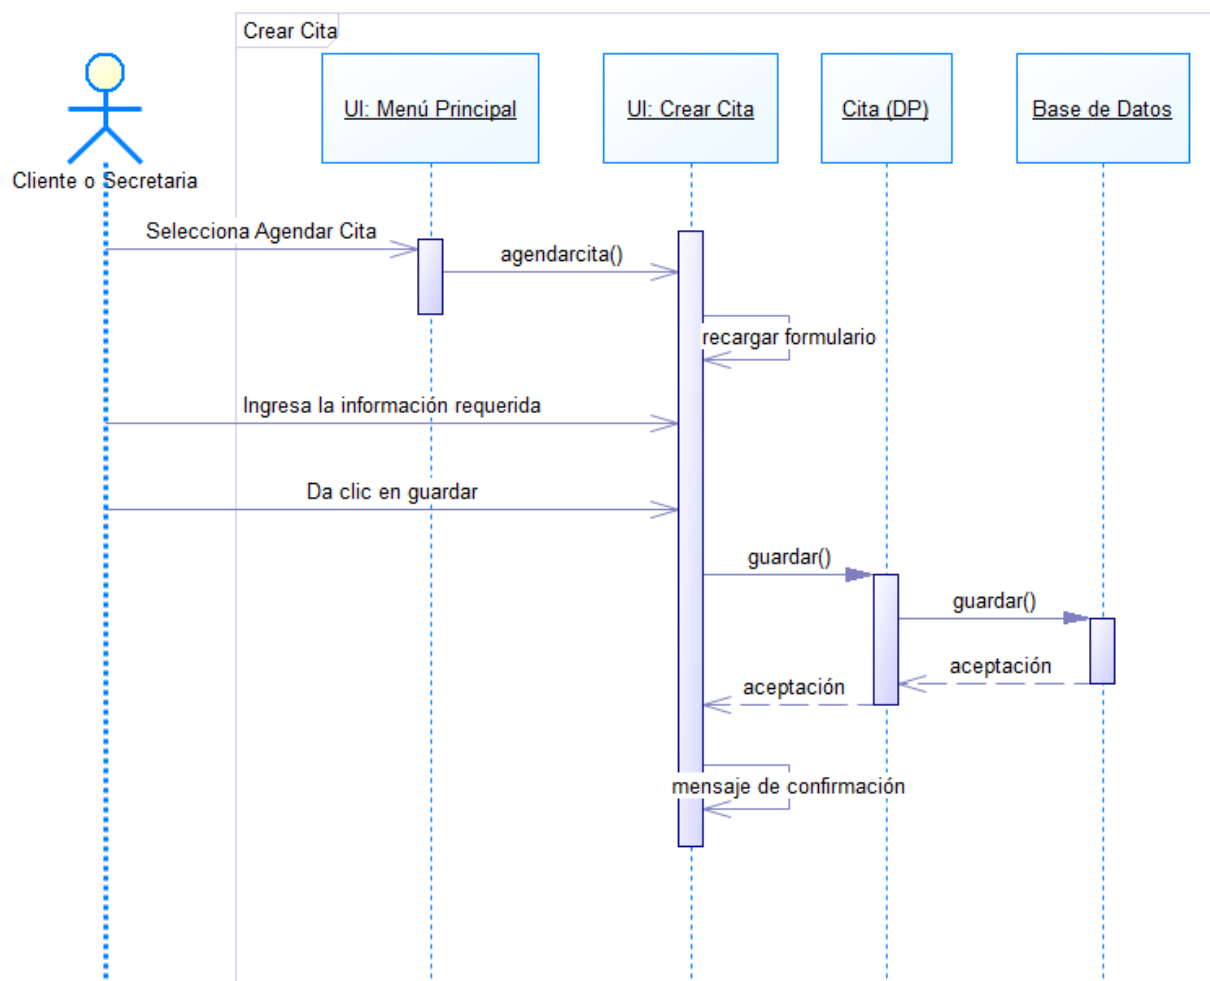 Crear Cita
UI: Menú Principal
UI: Crear Cita
Cita (DP)
Base de Datos
Cliente o Secretaria
Selecciona Agendar Cita
agendarcita()
recargar formulario
Ingresa la información requerida
Da clic en guardar
guardar()
guardar()
aceptación
aceptación
mensaje de confirmación